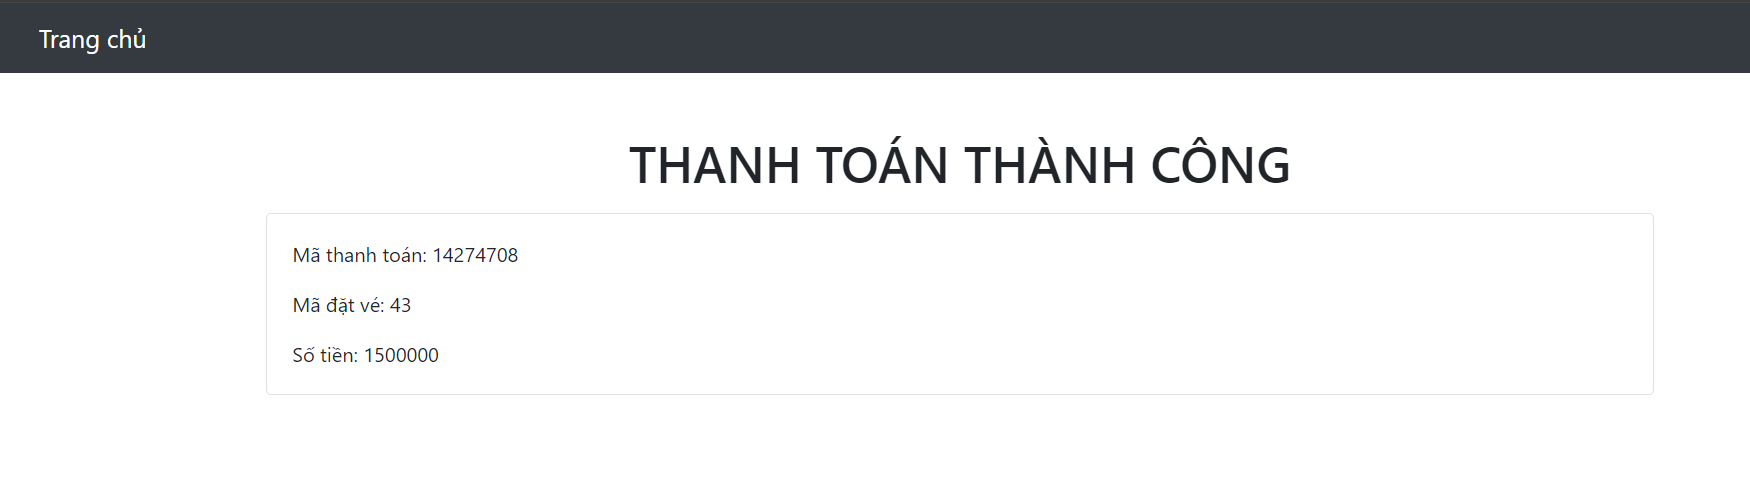 Trang chủ
THANH TOÁN THÀNH CÔNG
Mã thanh toán: 14274708
Mã đặt vé: 43
Số tiền: 1500000